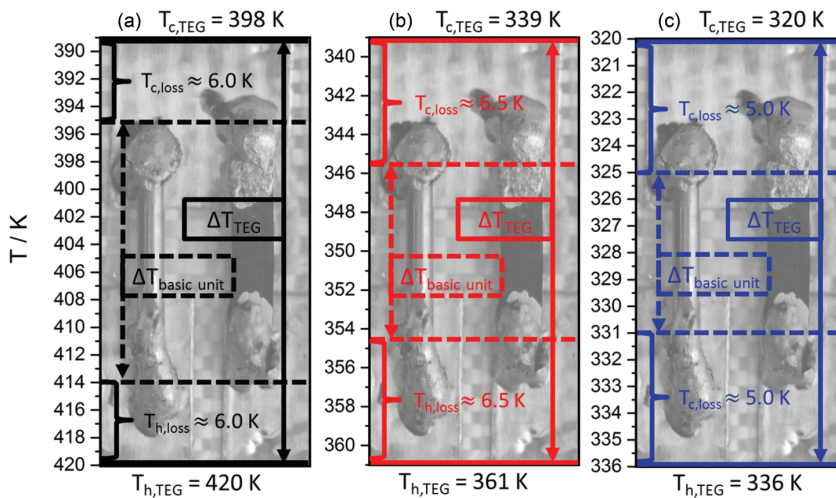 (a) T_c,TEG = 398 K
(b) T_c,TEG = 339 K
(c) T_c,TEG = 320 K
T / K
390
392
394
396
398
400
402
404
406
408
410
412
414
416
418
420
T_c,loss ≈ 6.0 K
ΔT_TEG
ΔT_basic unit
T_h,loss ≈ 6.0 K
T_h,TEG = 420 K
340
342
344
346
348
350
352
354
355
358
360
T_c,loss ≈ 6.5 K
ΔT_TEG
ΔT_basic unit
T_h,loss ≈ 6.5 K
T_h,TEG = 361 K
320
321
322
323
324
325
326
327
328
329
330
331
332
333
334
335
336
T_c,loss ≈ 5.0 K
ΔT_TEG
ΔT_basic unit
T_c,loss ≈ 5.0 K
T_h,TEG = 336 K